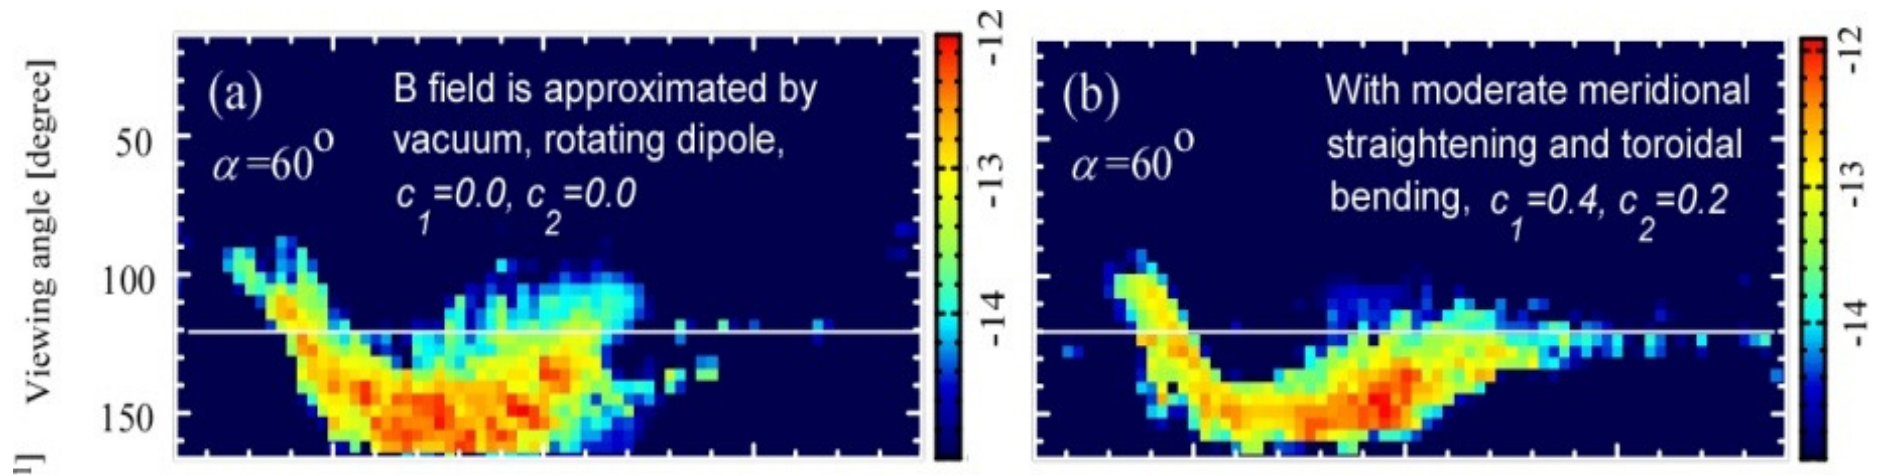 (a)
B field is approximated by
vacuum, rotating dipole,
α=60°
c1=0.0, c2=0.0
50
100
150
Viewing angle [degree]
1]
-12
-13
-14
(b)
With moderate meridional
straightening and toroidal
α=60°
bending, c1=0.4, c2=0.2
-12
-13
-14